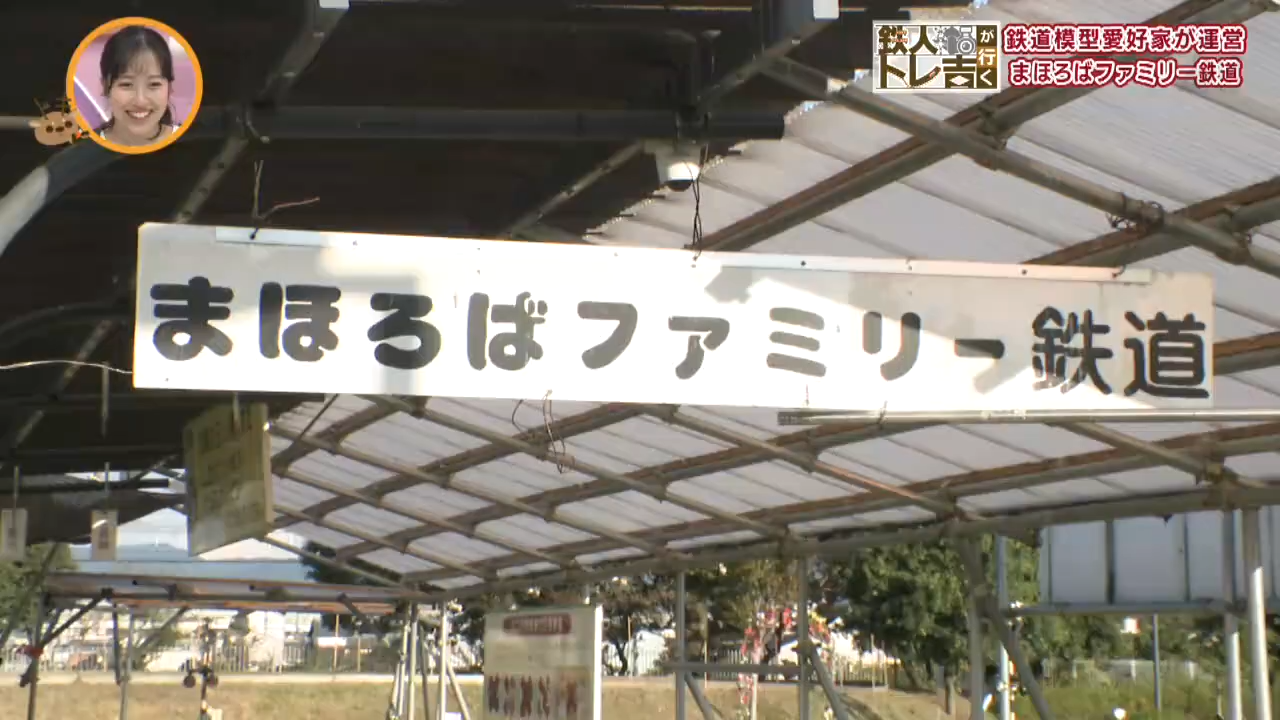 鉄人トレ吉が行く
鉄道模型愛好家が運営
まほろばファミリー鉄道
まほろばファミリー鉄道